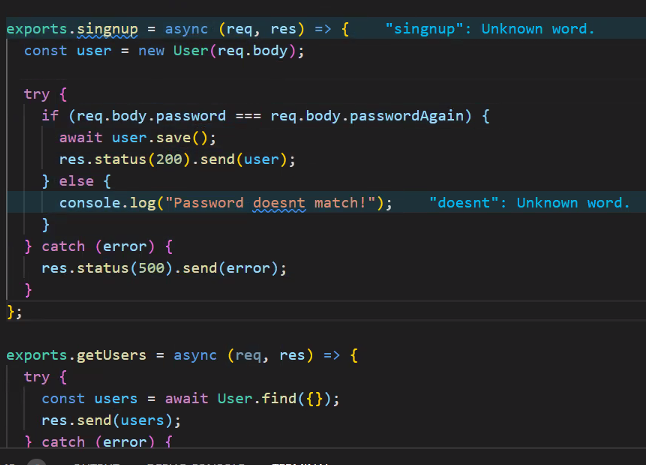 exports.singnup = async (req, res) => { "singnup": Unknown word.
const user = new User(req.body);
try {
if (req.body.password === req.body.passwordAgain) {
await user.save();
res.status(200).send(user);
} else {
console.log("Password doesnt match!"); "doesnt": Unknown word.
}
} catch (error) {
res.status(500).send(error);
}
};
exports.getUsers = async (req, res) => {
try {
const users = await User.find({});
res.send(users);
} catch (error) {